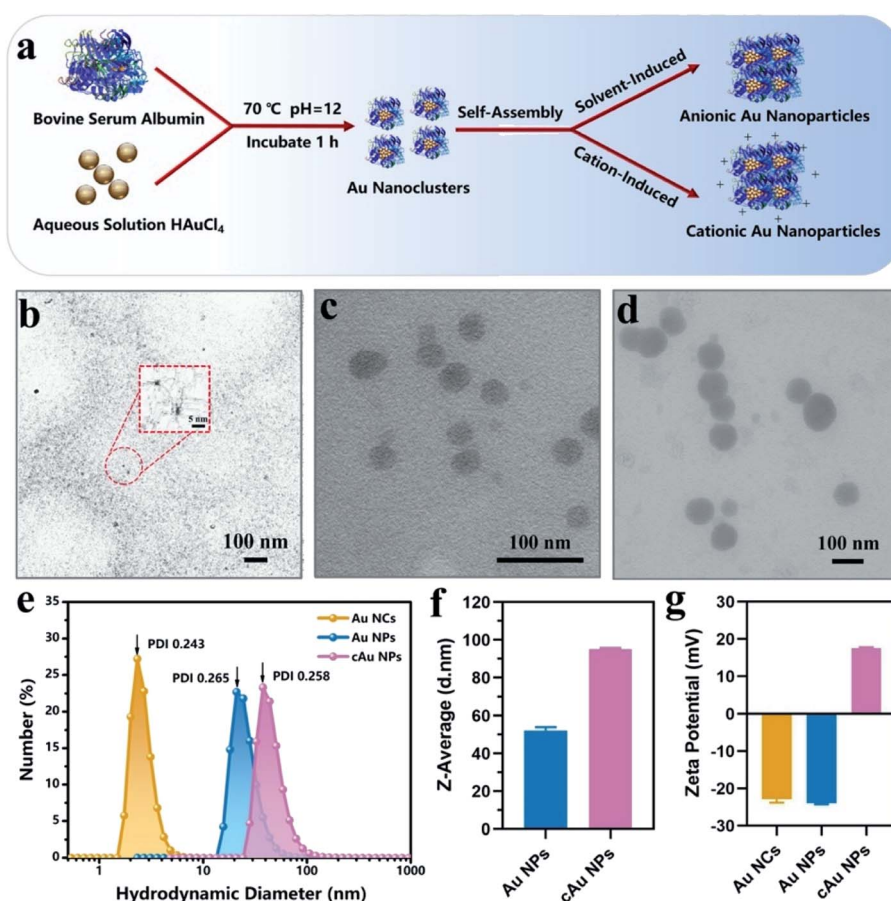 a
Bovine Serum Albumin
Aqueous Solution HAuCl₄
70 °C pH=12
Incubate 1 h
Au Nanoclusters
Self-Assembly
Solvent-Induced
Cation-Induced
Anionic Au Nanoparticles
+ + + + + + + +
Cationic Au Nanoparticles
b
5 nm
100 nm
c
100 nm
d
100 nm
e
Number (%)
35
30
25
20
15
10
5
0
PDI 0.243
PDI 0.265
PDI 0.258
Au NCs
Au NPs
cAu NPs
1 10 100 1000
Hydrodynamic Diameter (nm)
f
Z-Average (d.nm)
120
100
80
60
40
20
0
Au NPs
cAu NPs
g
Zeta Potential (mV)
30
20
10
0
-10
-20
-30
Au NCs
Au NPs
cAu NPs